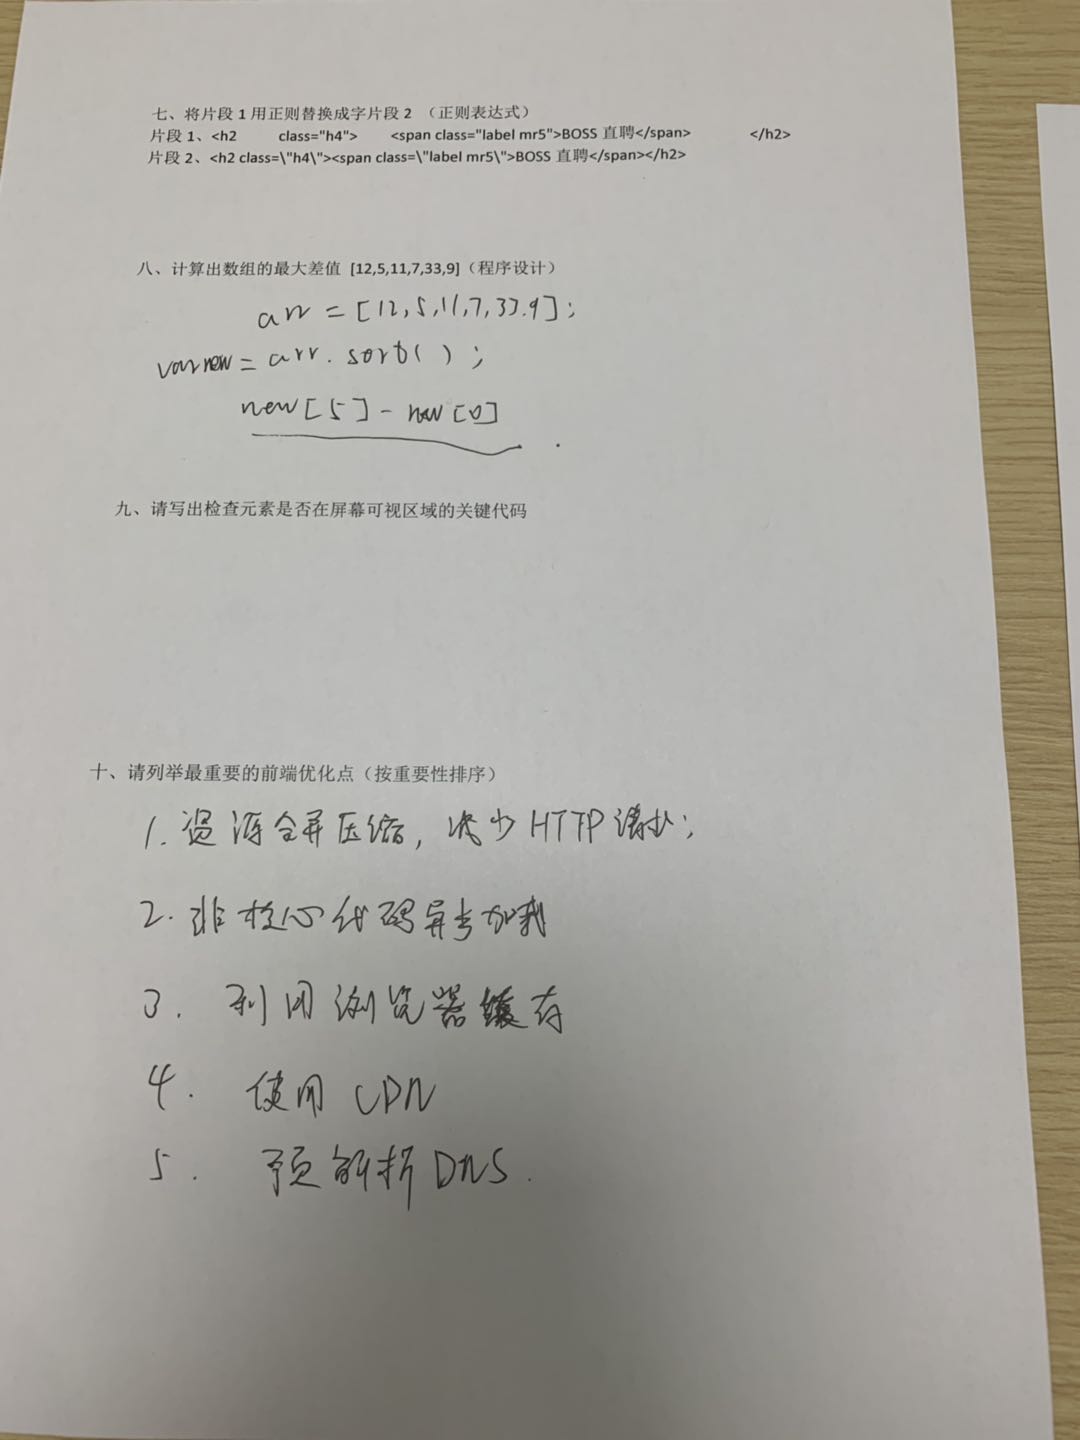 七、将片段 1 用正则替换成字片段 2 （正则表达式）
片段 1、<h2 class="h4"> <span class="label mr5">BOSS 直聘</span> </h2>
片段 2、<h2 class=\"h4\"><span class=\"label mr5\">BOSS 直聘</span></h2>
八、计算出数组的最大差值 [12,5,11,7,33,9]（程序设计）
arr = [12,5,11,7,33.9];
var new = arr. sort( );
new[5] - new[0]
九、请写出检查元素是否在屏幕可视区域的关键代码
十、请列举最重要的前端优化点（按重要性排序）
1. 资源合并压缩, 减少HTTP请求;
2. 非核心代码异步加载
3. 利用浏览器缓存
4. 使用 CDN
5. 预解析DNS.